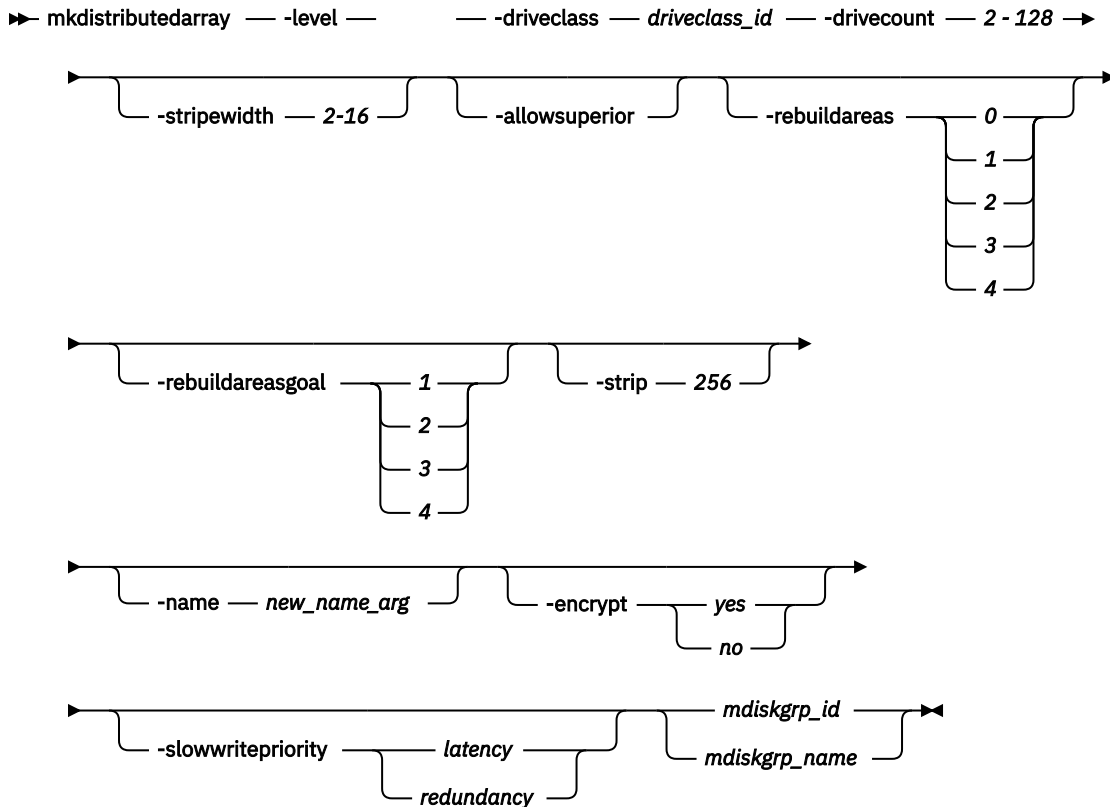 mkdistributedarray -level -driveclass driveclass_id -drivecount 2 - 128
-stripewidth 2-16 -allowsuperior -rebuildareas 0
1
2
3
4
-rebuildareasgoal 1 -strip 256
2
3
4
-name new_name_arg -encrypt yes
no
mdiskgrp_id
-slowwritepriority latency mdiskgrp_name
redundancy